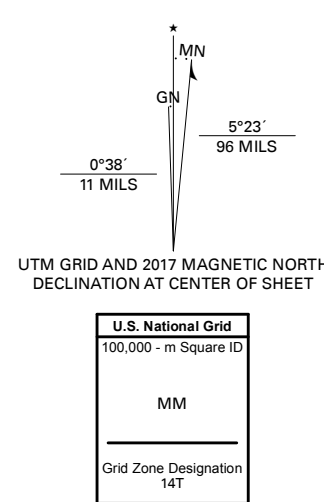 ★
MN
GN
5°23´
96 MILS
0°38´
11 MILS
UTM GRID AND 2017 MAGNETIC NORTH
DECLINATION AT CENTER OF SHEET
U.S. National Grid
100,000 - m Square ID
MM
Grid Zone Designation
14T